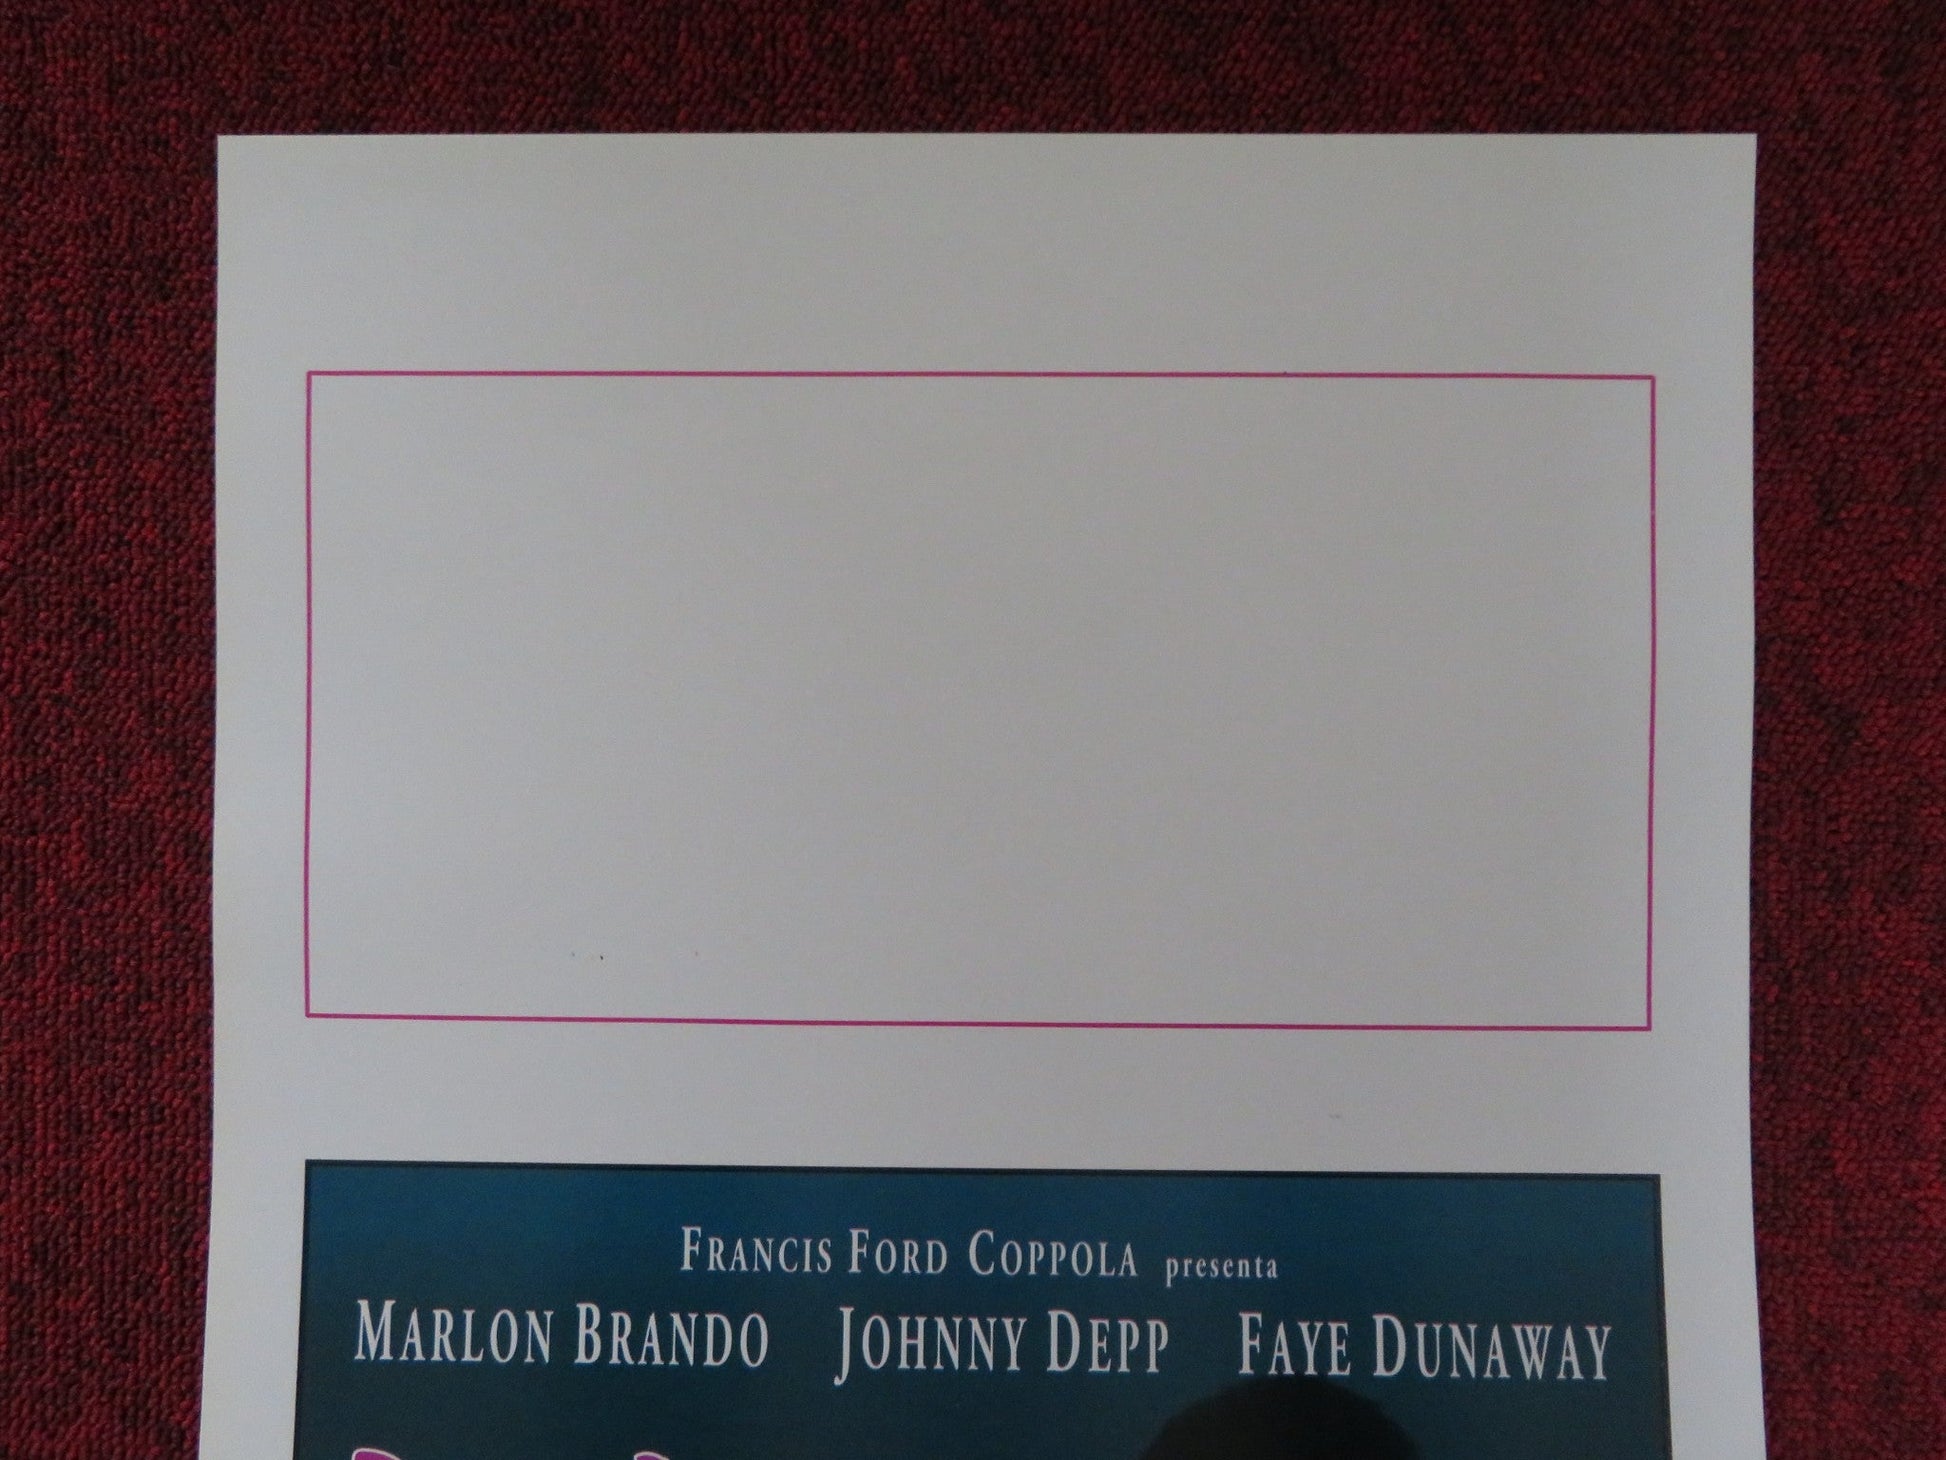 FRANCIS FORD COPPOLA presenta
MARLON BRANDO JOHNNY DEPP FAYE DUNAWAY